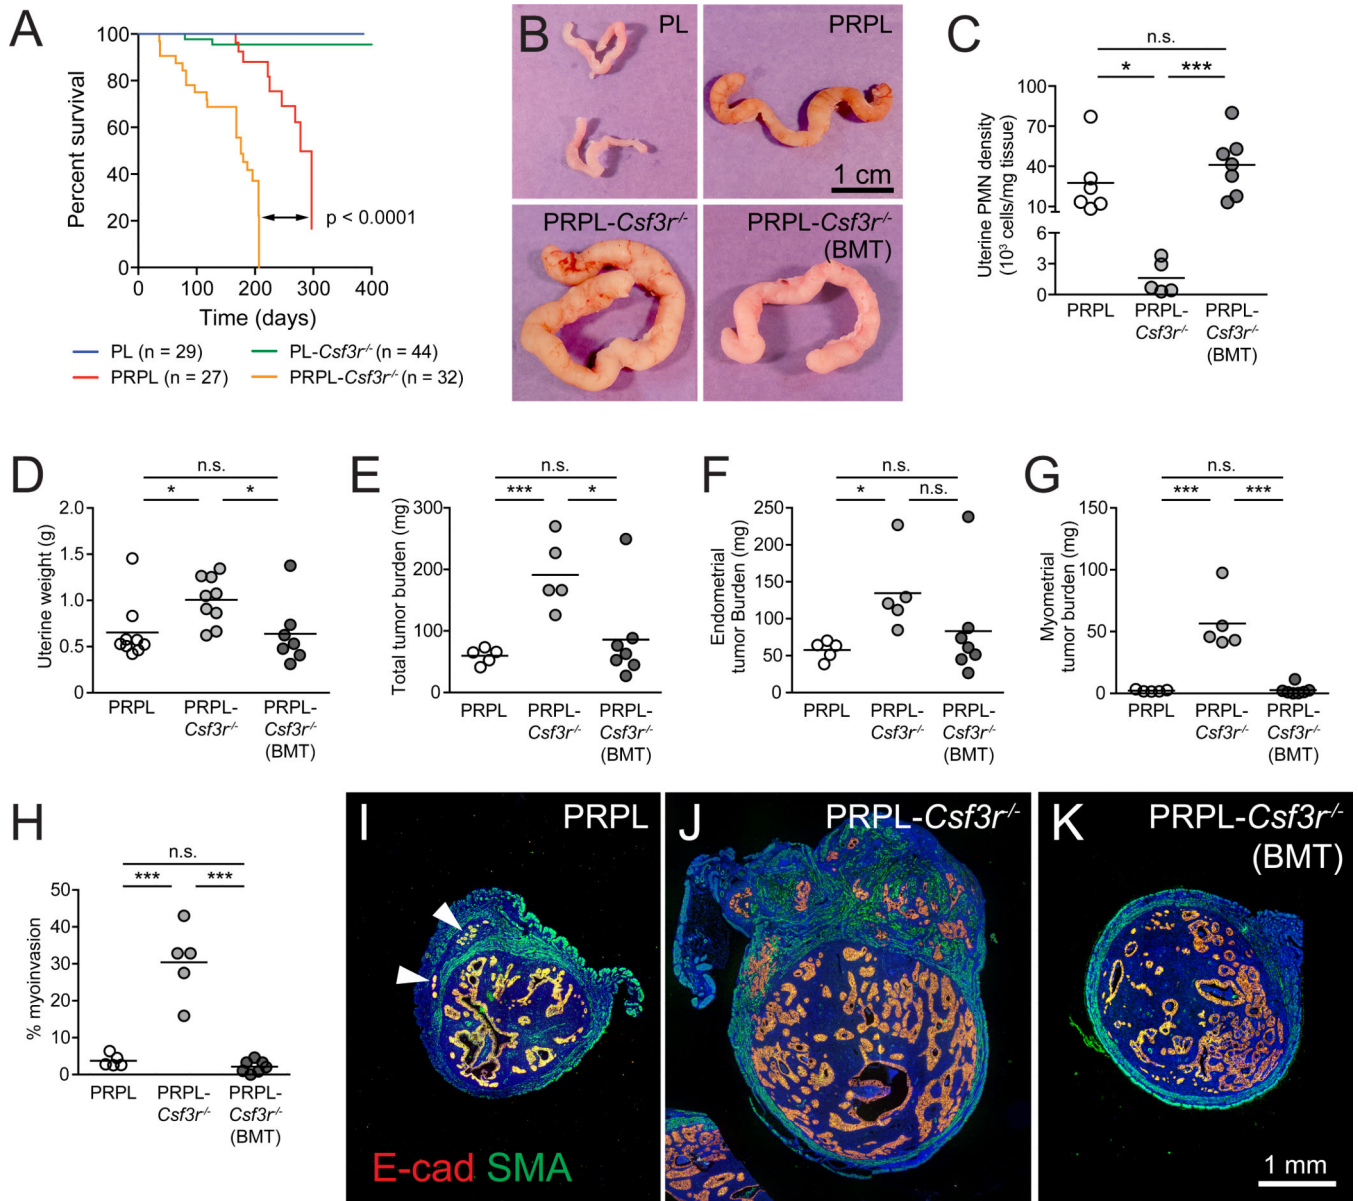 A
Percent survival
100
80
60
40
20
0
0 100 200 300 400
Time (days)
p < 0.0001
PL (n = 29)
PL-Csf3r-/- (n = 44)
PRPL (n = 27)
PRPL-Csf3r-/- (n = 32)
B
PL
PRPL
1 cm
PRPL-Csf3r-/-
PRPL-Csf3r-/-
(BMT)
C
n.s.
* ***
Uterine PMN density
(10³ cells/mg tissue)
100
70
40
10
6
3
0
PRPL
PRPL-
Csf3r-/-
PRPL-
Csf3r-/-
(BMT)
D
n.s.
* *
Uterine weight (g)
2.0
1.5
1.0
0.5
0
PRPL
PRPL-
Csf3r-/-
PRPL-
Csf3r-/-
(BMT)
E
n.s.
*** *
Total tumor burden (mg)
300
200
100
0
PRPL
PRPL-
Csf3r-/-
PRPL-
Csf3r-/-
(BMT)
F
n.s.
* n.s.
Endometrial
tumor Burden (mg)
250
200
150
100
50
0
PRPL
PRPL-
Csf3r-/-
PRPL-
Csf3r-/-
(BMT)
G
n.s.
*** ***
Myometrial
tumor burden (mg)
150
100
50
0
PRPL
PRPL-
Csf3r-/-
PRPL-
Csf3r-/-
(BMT)
H
n.s.
*** ***
% myoinvasion
50
40
30
20
10
0
PRPL
PRPL-
Csf3r-/-
PRPL-
Csf3r-/-
(BMT)
I
PRPL
E-cad SMA
J
PRPL-Csf3r-/-
K
PRPL-Csf3r-/-
(BMT)
1 mm